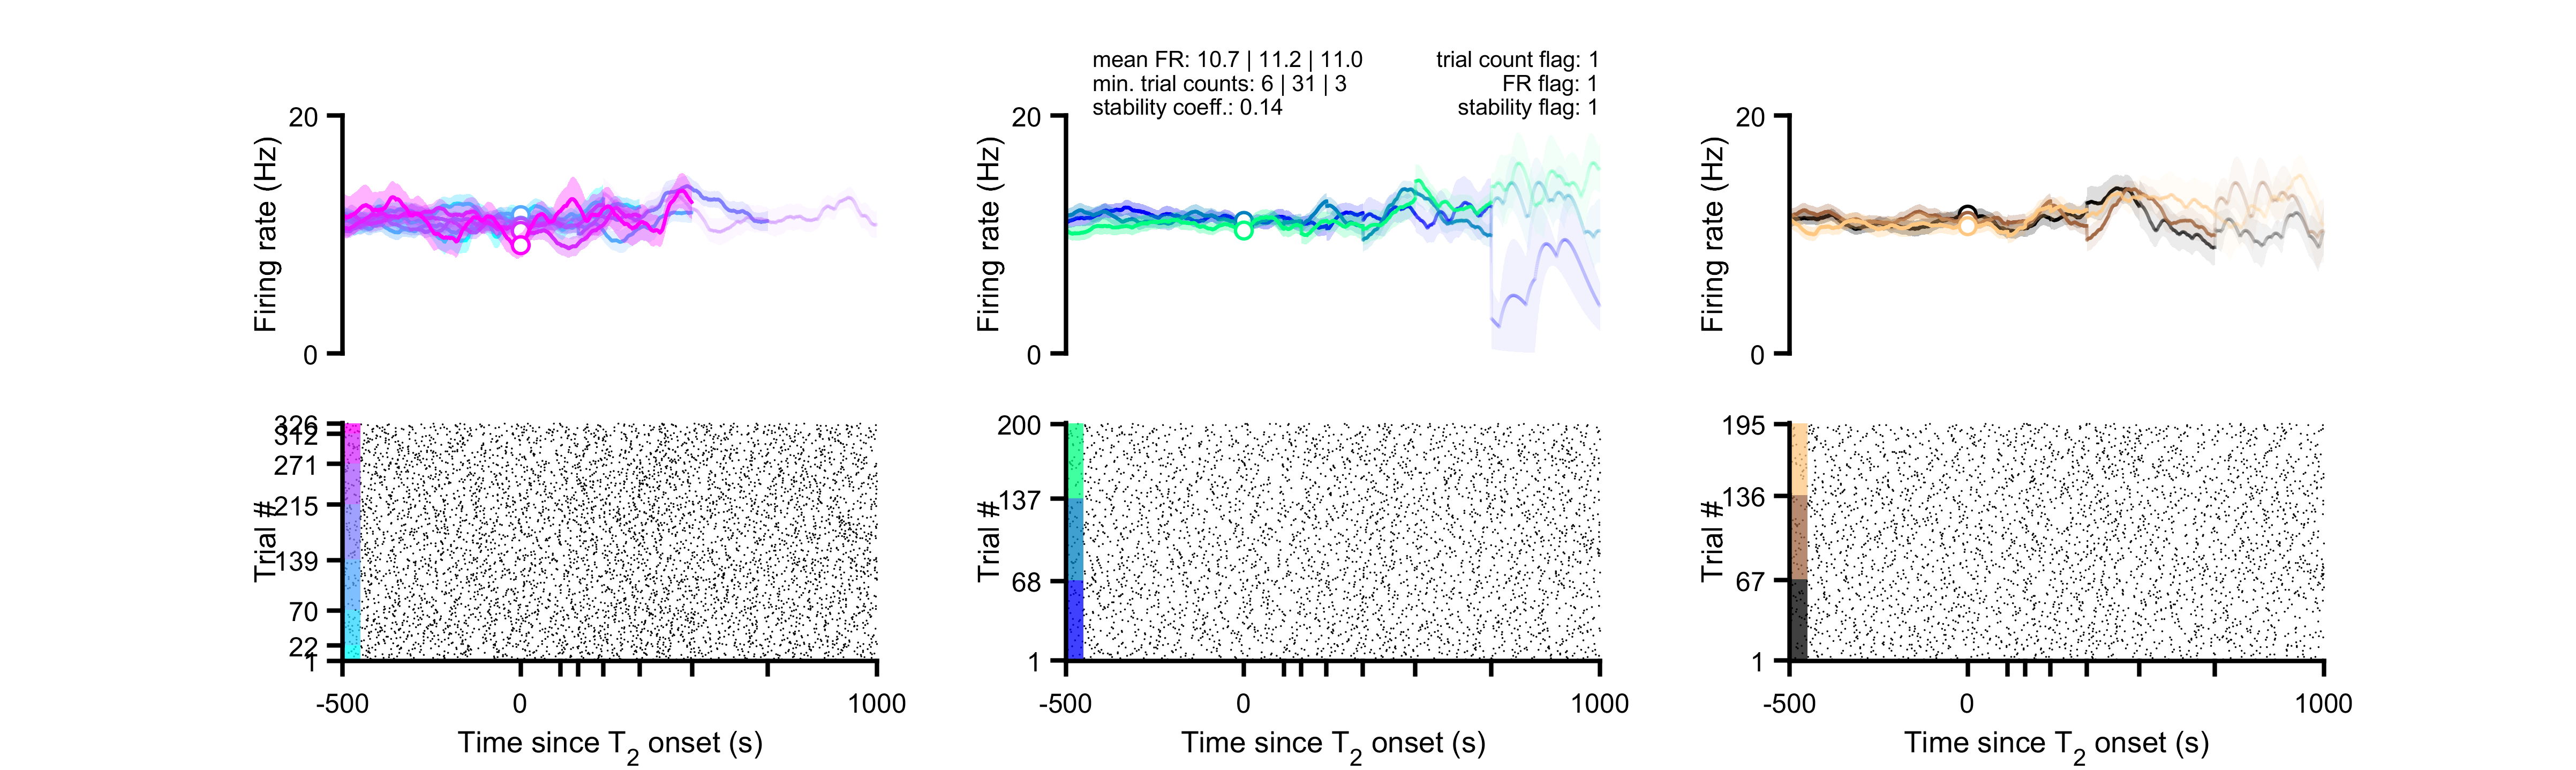 mean FR: 10.7 | 11.2 | 11.0
min. trial counts: 6 | 31 | 3
stability coeff.: 0.14
trial count flag: 1
FR flag: 1
stability flag: 1
20
Firing rate (Hz)
0
20
Firing rate (Hz)
0
20
Firing rate (Hz)
0
326
312
271
215
139
70
22
1
Trial #
-500 0 1000
Time since T2 onset (s)
200
137
68
1
Trial #
-500 0 1000
Time since T2 onset (s)
195
136
67
1
Trial #
-500 0 1000
Time since T2 onset (s)